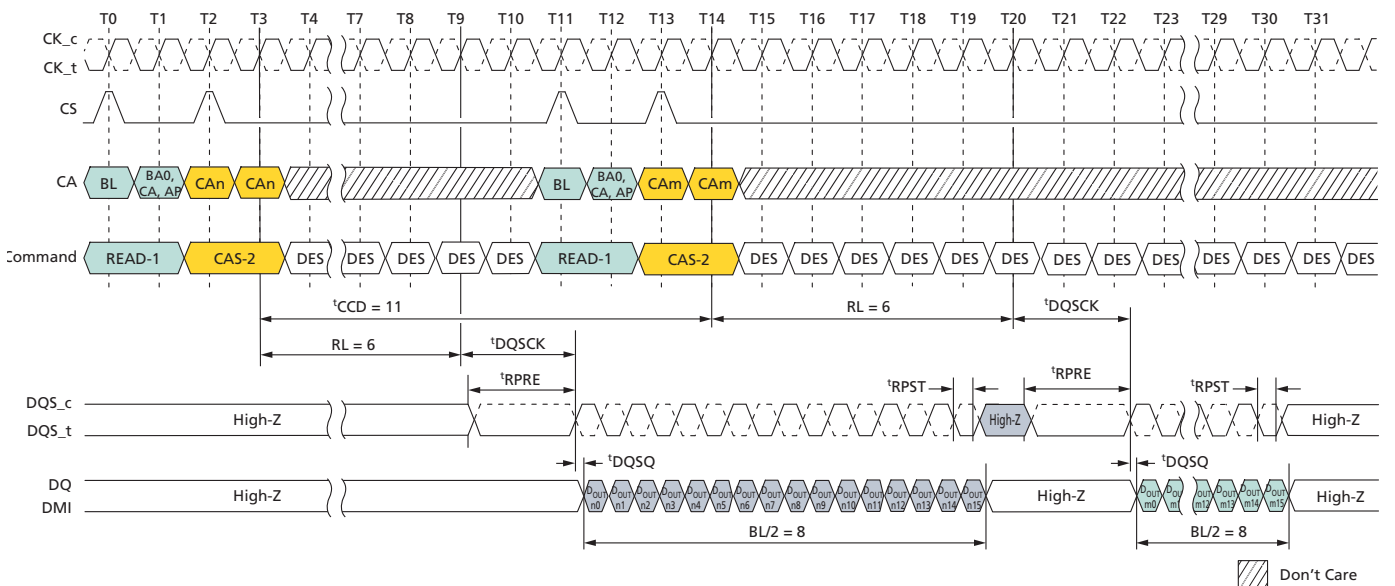 T0 T1 T2 T3 T4 T7 T8 T9 T10 T11 T12 T13 T14 T15 T16 T17 T18 T19 T20 T21 T22 T23 T29 T30 T31
CK_c
CK_t
CS
CA BL BA0, CA, AP CAn CAn BL BA0, CA, AP CAm CAm
Command READ-1 CAS-2 DES DES DES DES DES READ-1 CAS-2 DES DES DES DES DES DES DES DES DES DES DES DES
tCCD = 11 RL = 6 tDQSCK
RL = 6 tDQSCK
tRPRE tRPST tRPRE tRPST
DQS_c
DQS_t
High-Z High-Z High-Z
tDQSQ tDQSQ
DQ
DMI
High-Z DOUT n0 DOUT n1 DOUT n2 DOUT n3 DOUT n4 DOUT n5 DOUT n6 DOUT n7 DOUT n8 DOUT n9 DOUT n10 DOUT n11 DOUT n12 DOUT n13 DOUT n14 DOUT n15 High-Z DOUT m0 DOUT m12 DOUT m13 DOUT m14 DOUT m15 High-Z
BL/2 = 8 BL/2 = 8
Don't Care